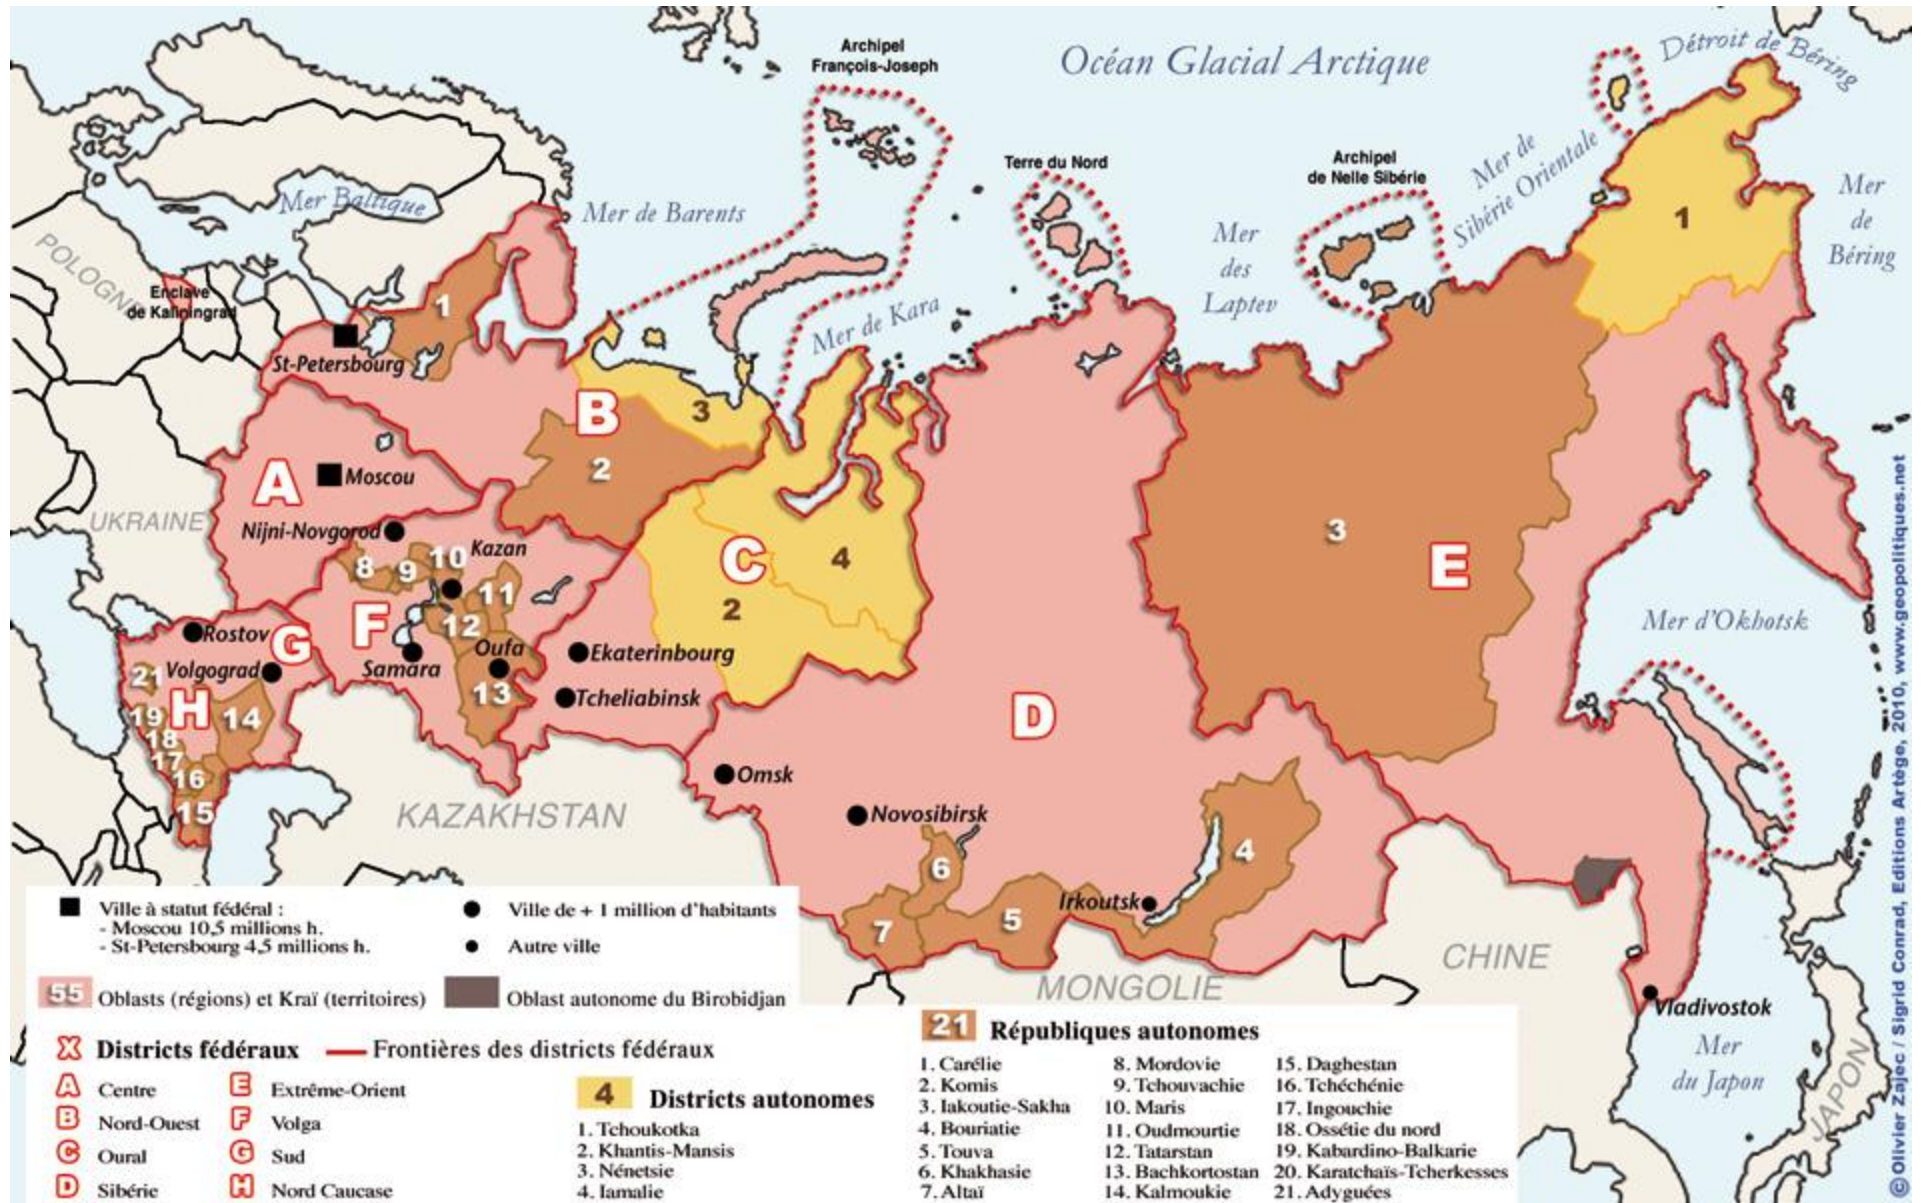 Océan Glacial Arctique
Détroit de Béring
Archipel
François-Joseph
Terre du Nord
Archipel
de Nelle Sibérie
Mer de
Sibérie Orientale
Mer
de
Béring
Mer Baltique
Mer de Barents
Mer
des
Laptev
Mer de Kara
POLOGNE
Enclave
de Kaliningrad
1
1
St-Petersbourg
B
3
2
A
Moscou
UKRAINE
Nijni-Novgorod
8
9
10
Kazan
11
12
F
C
4
2
3
E
Mer d'Okhotsk
Rostov
G
Volgograd
Samara
Oufa
13
Ekaterinbourg
Tcheliabinsk
21
H
14
19
18
17
16
15
D
Omsk
KAZAKHSTAN
Novosibirsk
6
7
5
4
Irkoutsk
MONGOLIE
CHINE
Vladivostok
Mer
du Japon
JAPON
Ville à statut fédéral :
- Moscou 10,5 millions h.
- St-Petersbourg 4,5 millions h.
Ville de + 1 million d'habitants
Autre ville
55 Oblasts (régions) et Kraï (territoires)
Oblast autonome du Birobidjan
X Districts fédéraux
Frontières des districts fédéraux
A Centre
B Nord-Ouest
C Oural
D Sibérie
E Extrême-Orient
F Volga
G Sud
H Nord Caucase
4 Districts autonomes
1. Tchoukotka
2. Khantis-Mansis
3. Nénetsie
4. Iamalie
21 Républiques autonomes
1. Carélie
2. Komis
3. Iakoutie-Sakha
4. Bouriatie
5. Touva
6. Khakhasie
7. Altaï
8. Mordovie
9. Tchouvachie
10. Maris
11. Oudmourtie
12. Tatarstan
13. Bachkortostan
14. Kalmoukie
15. Daghestan
16. Tchéchénie
17. Ingouchie
18. Ossétie du nord
19. Kabardino-Balkarie
20. Karatchaïs-Tcherkesses
21. Adyguées
©Olivier Zajec / Sigrid Conrad, Editions Artège, 2010, www.geopolitiques.net